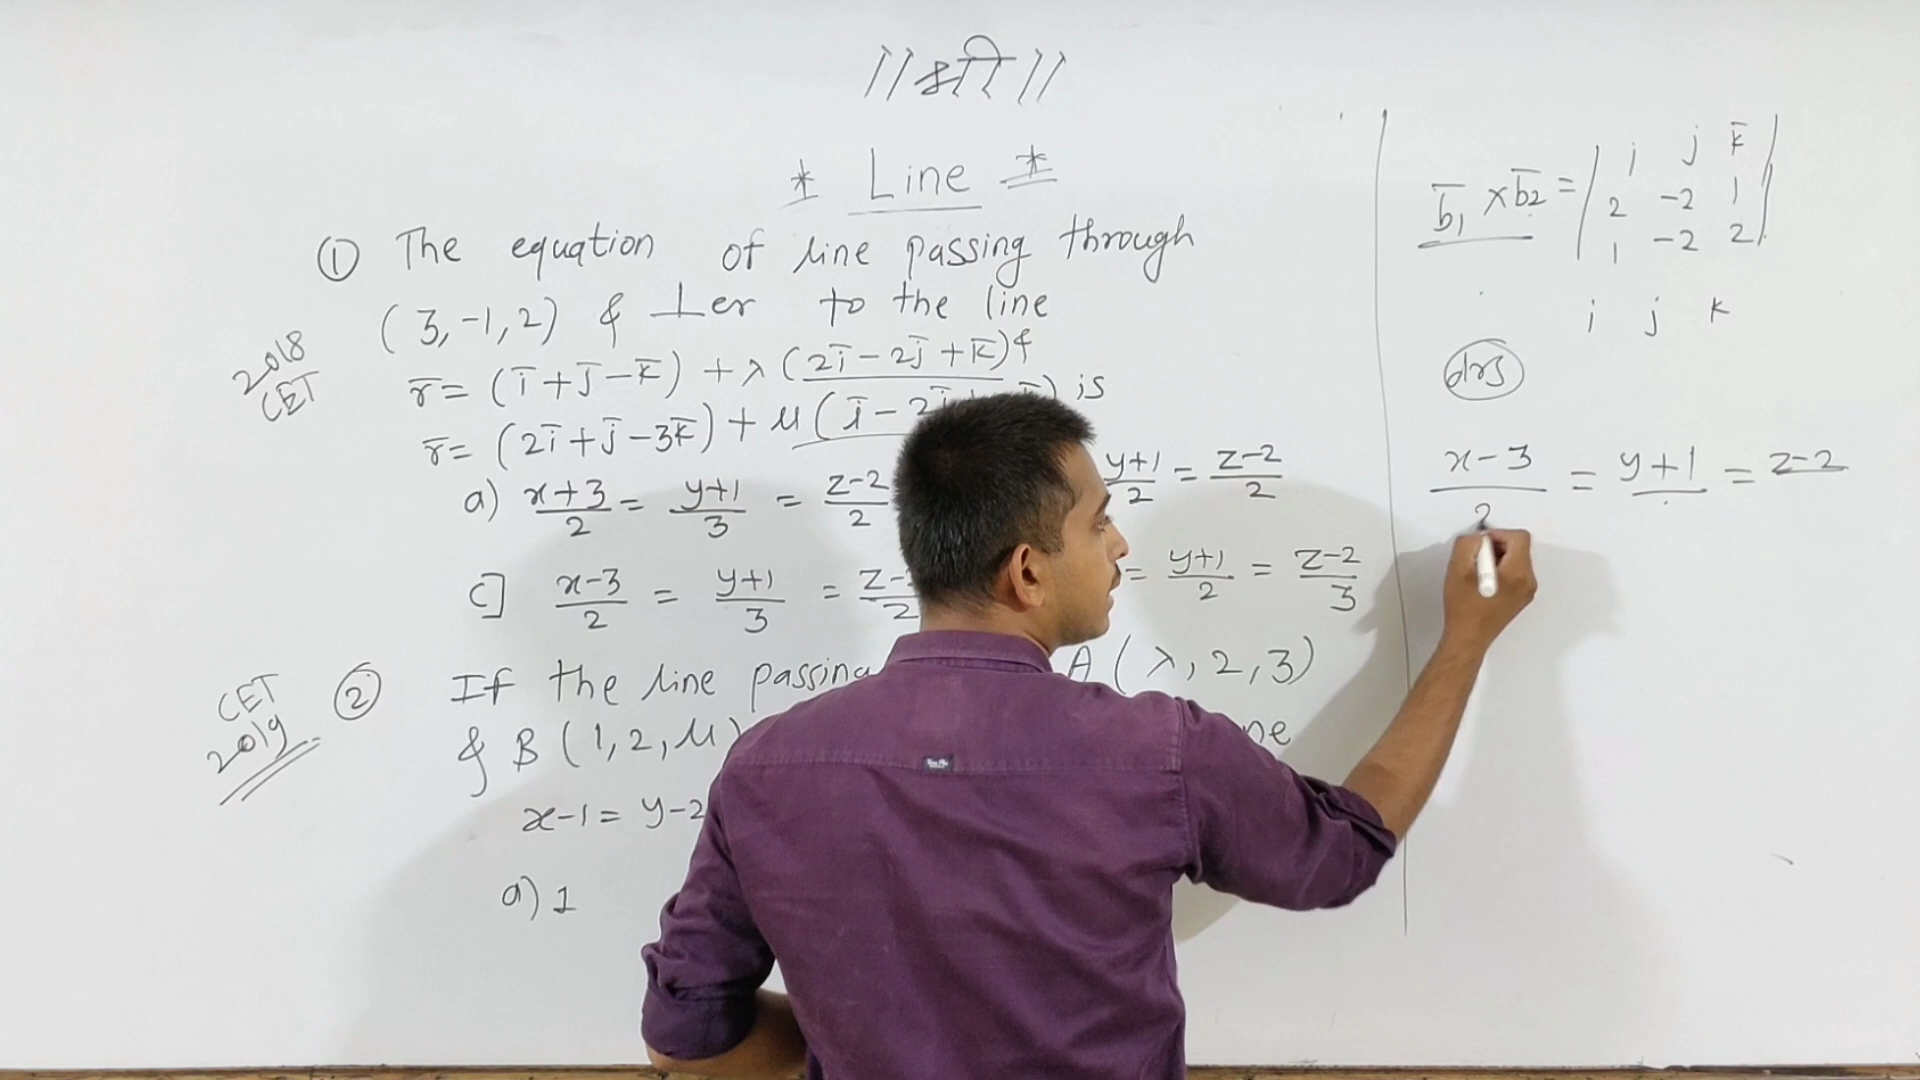 ||श्री||
* Line *
① The equation of line passing through
(3,-1,2) & ⊥er to the line
2018
CET
r̄ = (ī+j̄-k̄) + λ(2ī-2j̄+k̄) &
r̄ = (2ī+j̄-3k̄) + μ(ī-2 is
a) x+3/2 = y+1/3 = z-2/2
y+1/2 = z-2/2
c] x-3/2 = y+1/3 = z-
= y+1/2 = z-2/3
CET
2019
② If the line passing A(λ,2,3)
& B(1,2,μ)
x-1 = y-2
a) 1
b̄₁ × b̄₂ = | i j k̄
2 -2 1
1 -2 2 |
i j k
drs
x-3/2 = y+1 = z-2